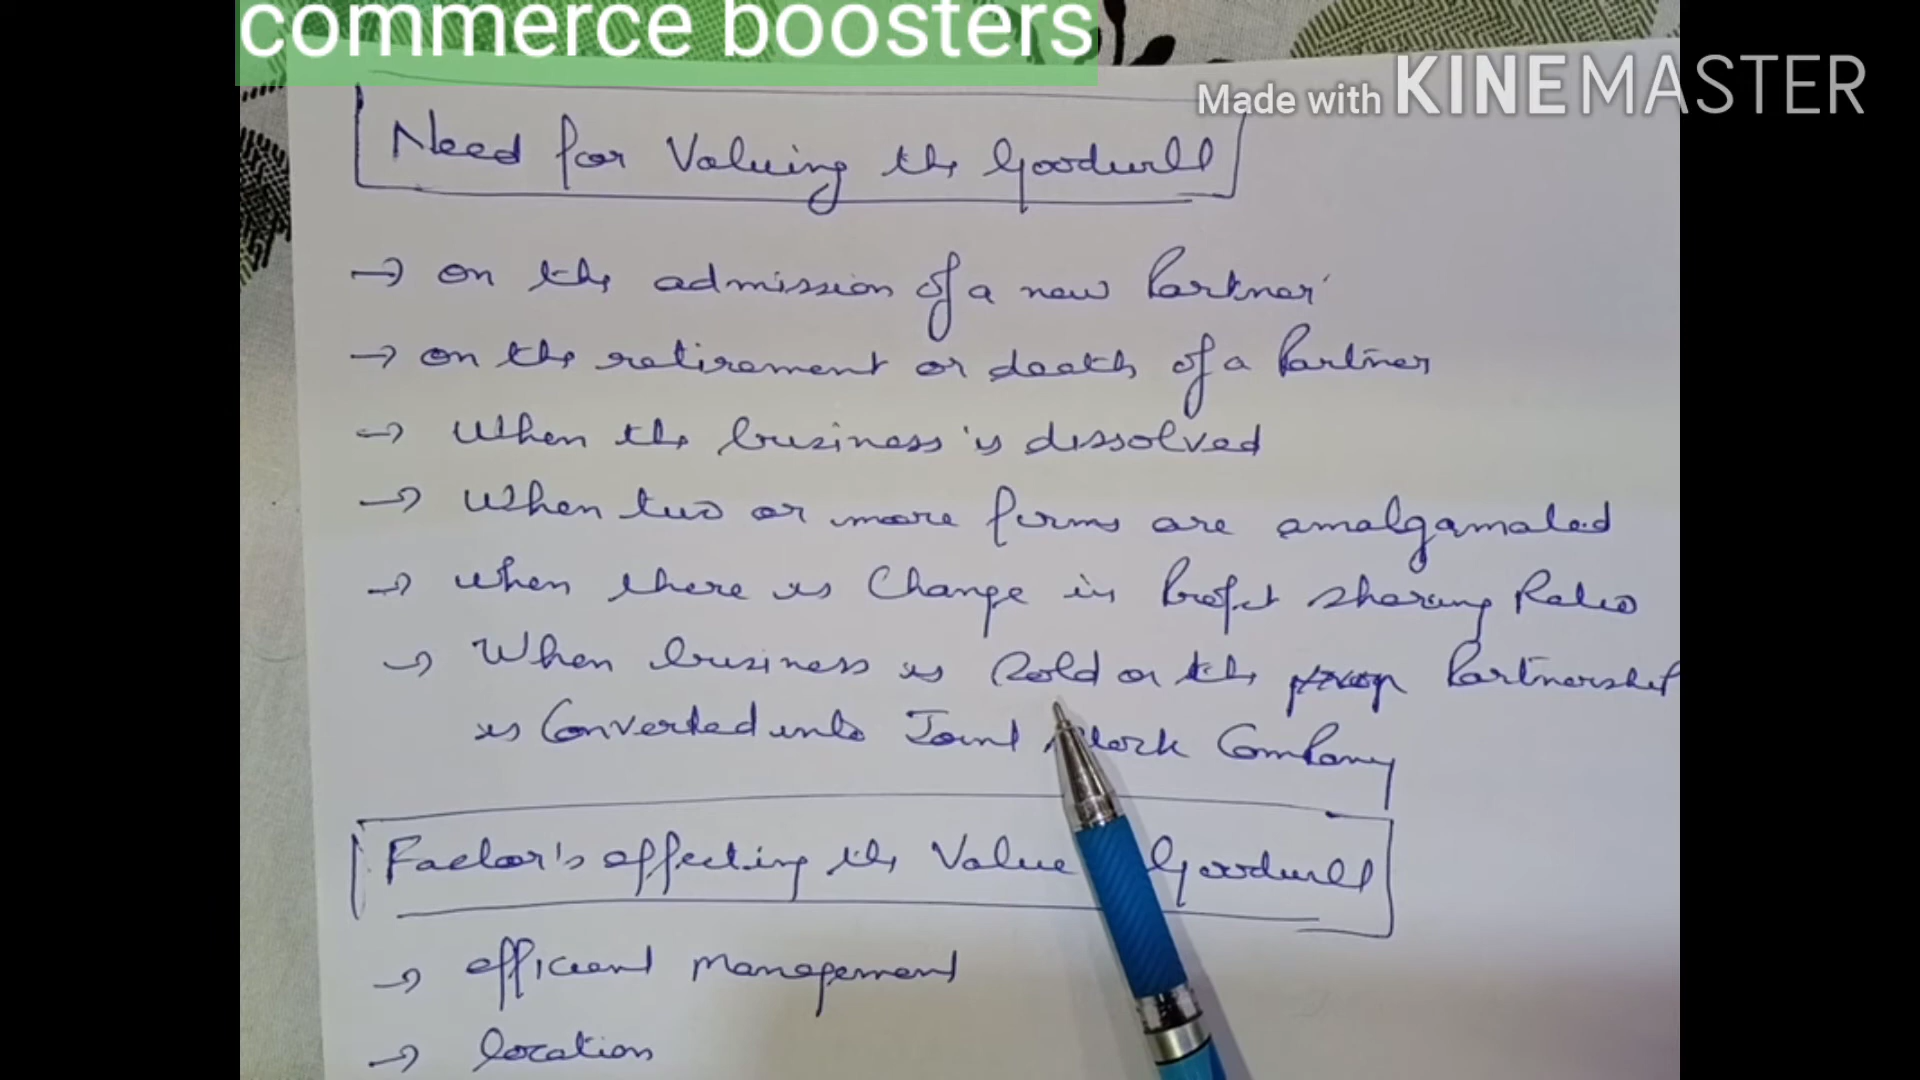 commerce boosters
Made with KINEMASTER
Need for Valuing the Goodwill
→ on the admission of a new Partner
→ on the retirement or death of a Partner
→ When the business is dissolved
→ When two or more firms are amalgamated
→ when there is Change in Profit sharing Ratio
→ When business is Sold or the Partnership
is Converted into Joint Stock Company
Factor's affecting the Value Goodwill
→ efficient management
→ location